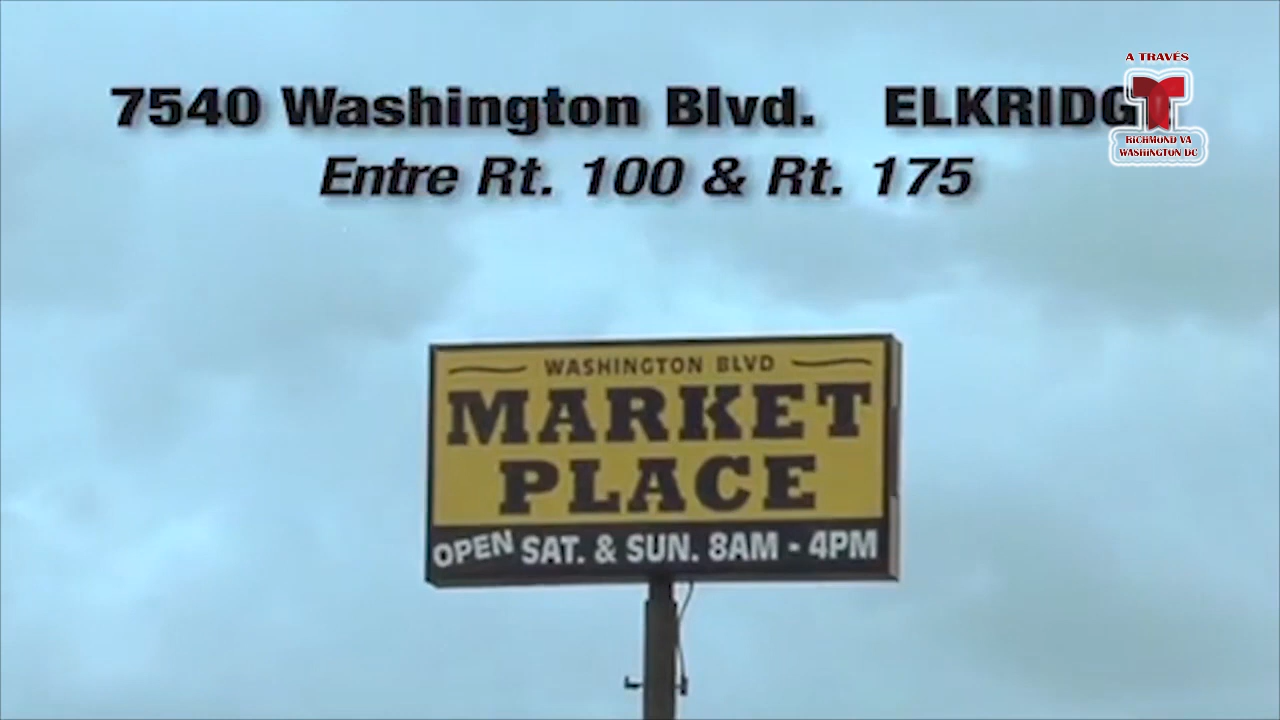 7540 Washington Blvd. ELKRIDG
Entre Rt. 100 & Rt. 175
A TRAVÉS
T
RICHMOND VA
WASHINGTON DC
WASHINGTON BLVD
MARKET
PLACE
OPEN SAT. & SUN. 8AM - 4PM